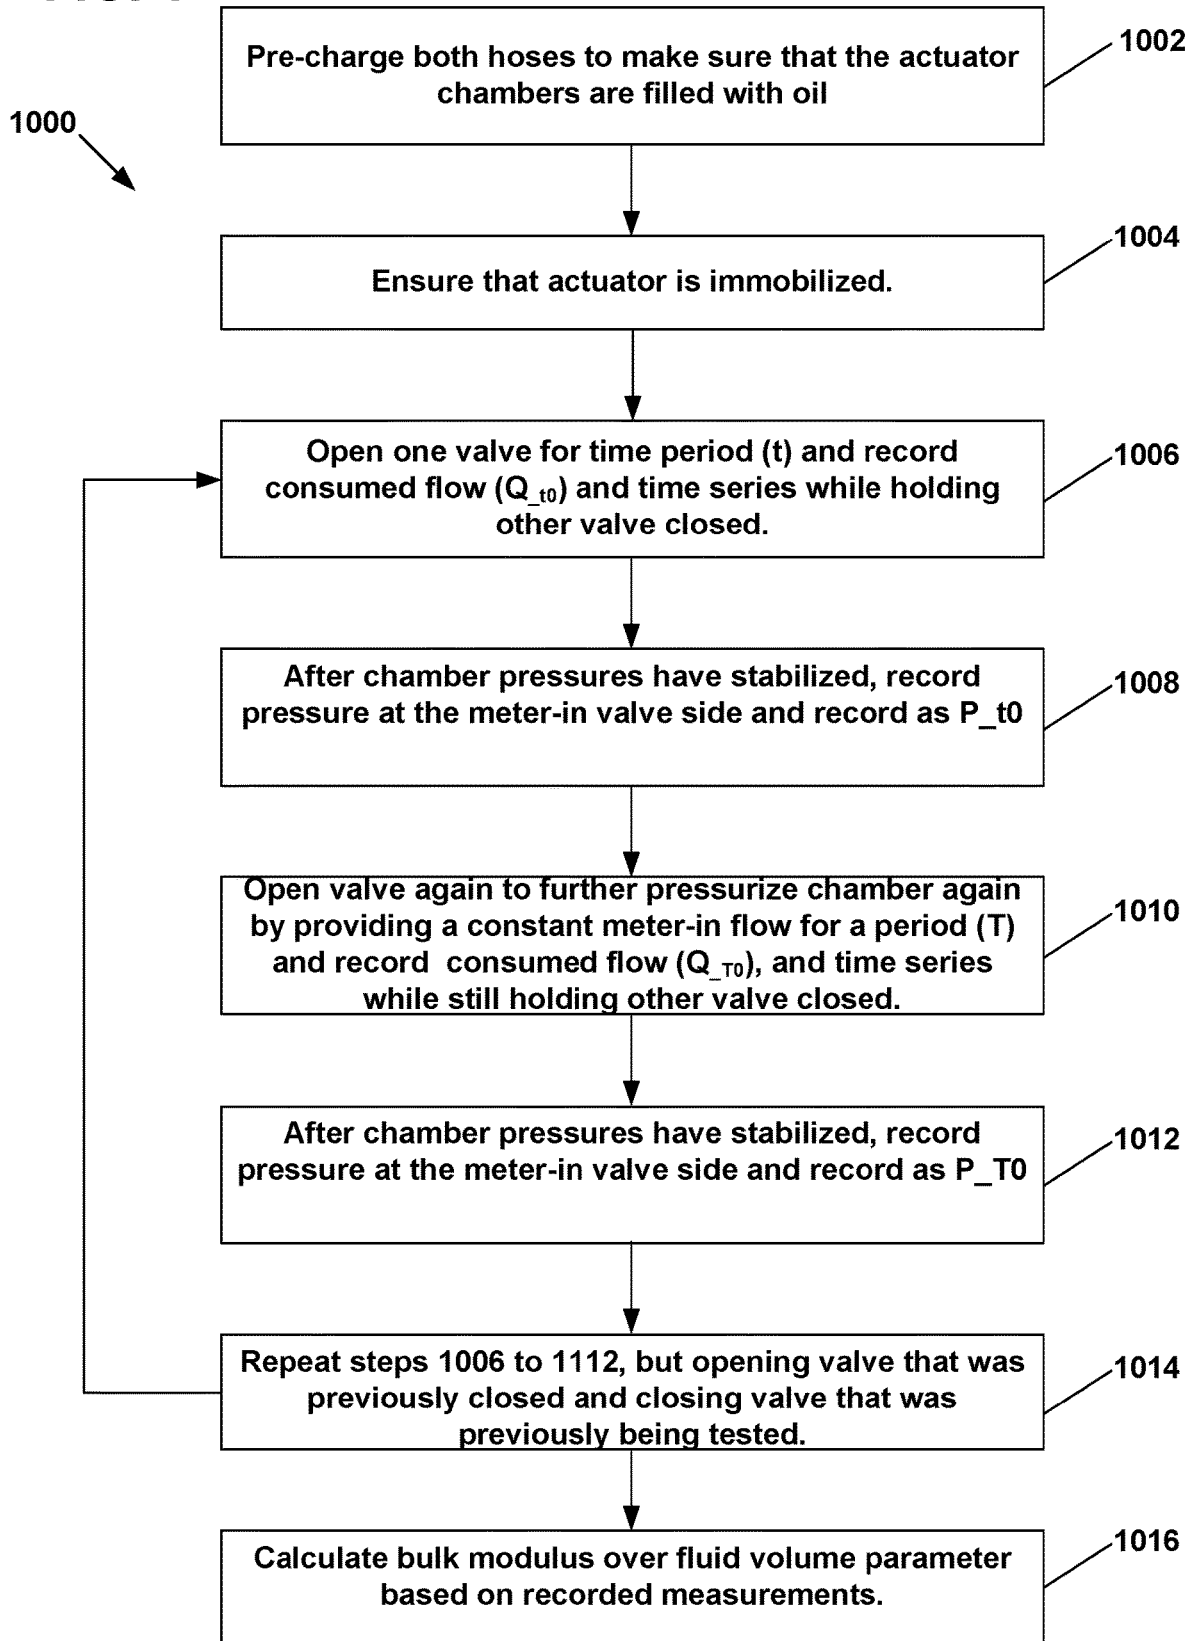 1002
Pre-charge both hoses to make sure that the actuator
chambers are filled with oil
1000
1004
Ensure that actuator is immobilized.
1006
Open one valve for time period (t) and record
consumed flow (Q_t0) and time series while holding
other valve closed.
1008
After chamber pressures have stabilized, record
pressure at the meter-in valve side and record as P_t0
1010
Open valve again to further pressurize chamber again
by providing a constant meter-in flow for a period (T)
and record consumed flow (Q_T0), and time series
while still holding other valve closed.
1012
After chamber pressures have stabilized, record
pressure at the meter-in valve side and record as P_T0
1014
Repeat steps 1006 to 1112, but opening valve that was
previously closed and closing valve that was
previously being tested.
1016
Calculate bulk modulus over fluid volume parameter
based on recorded measurements.